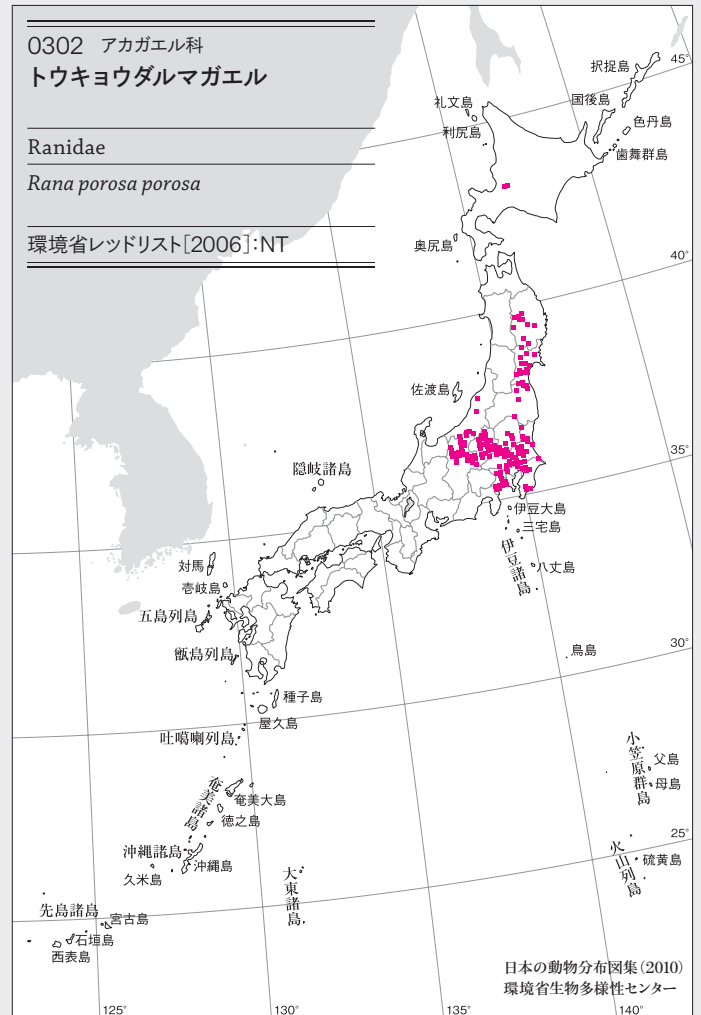 0302 アカガエル科
トウキョウダルマガエル
Ranidae
Rana porosa porosa
環境省レッドリスト[2006]:NT
45°
択捉島
国後島
礼文島
色丹島
利尻島
歯舞群島
奥尻島
40°
佐渡島
35°
隠岐諸島
伊豆大島
三宅島
伊豆諸島
八丈島
対馬
壱岐島
五島列島
甑島列島
鳥島
30°
種子島
屋久島
吐噶喇列島
小笠原群島
父島
母島
奄美諸島
奄美大島
徳之島
25°
火山列島
硫黄島
沖縄諸島
沖縄島
久米島
大東諸島
先島諸島
宮古島
石垣島
西表島
日本の動物分布図集(2010)
環境省生物多様性センター
125°
130°
135°
140°